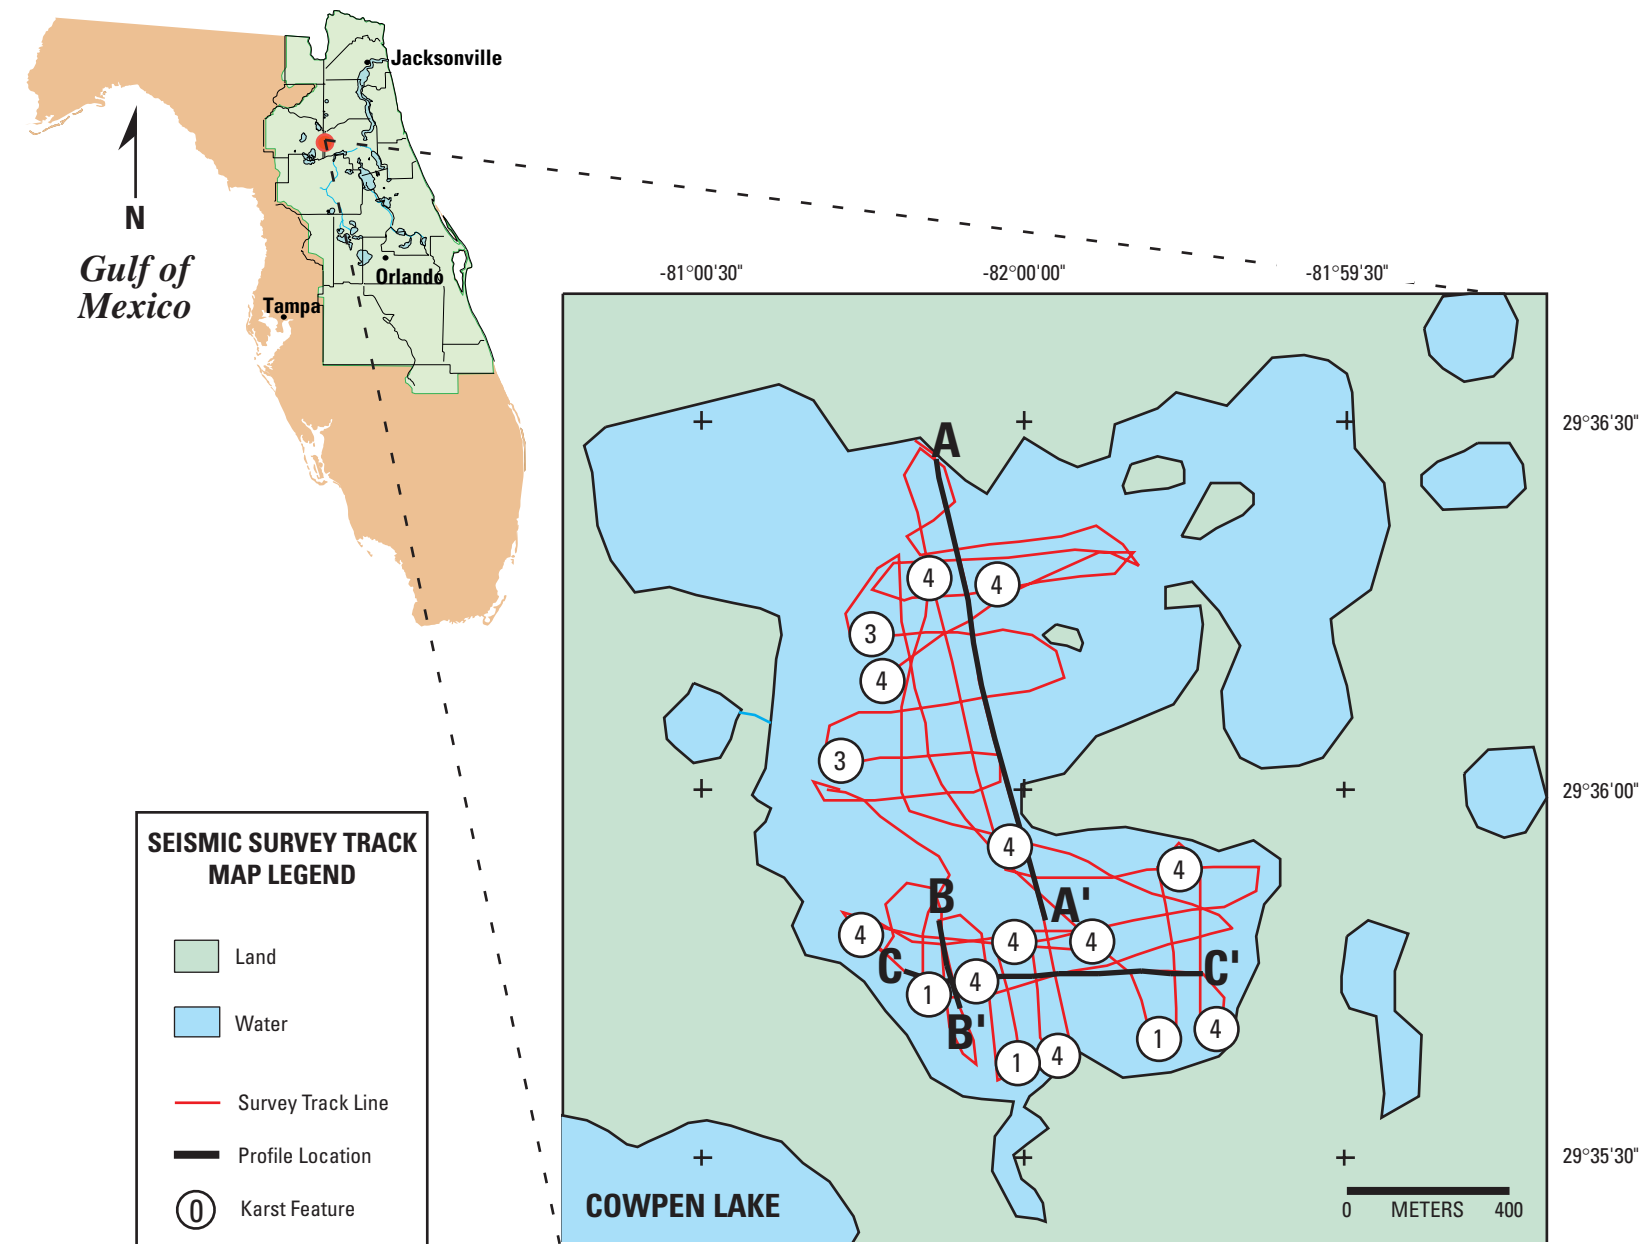 Jacksonville
N
Gulf of
Mexico
Orlando
Tampa
-81°00'30"
-82°00'00"
-81°59'30"
29°36'30"
29°36'00"
29°35'30"
A
4
4
3
4
3
4
4
A'
B
4
4
4
C
C'
4
1
B'
1
4
1
4
COWPEN LAKE
0 METERS 400
SEISMIC SURVEY TRACK
MAP LEGEND
Land
Water
Survey Track Line
Profile Location
0 Karst Feature